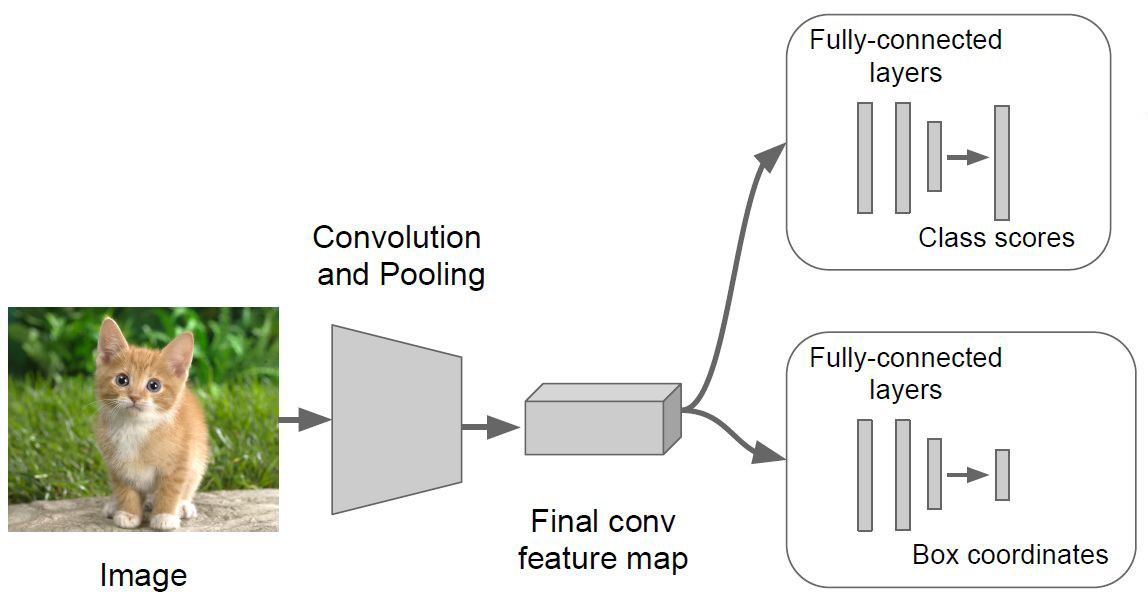 Fully-connected
layers
Class scores
Convolution
and Pooling
Fully-connected
layers
Box coordinates
Final conv
feature map
Image